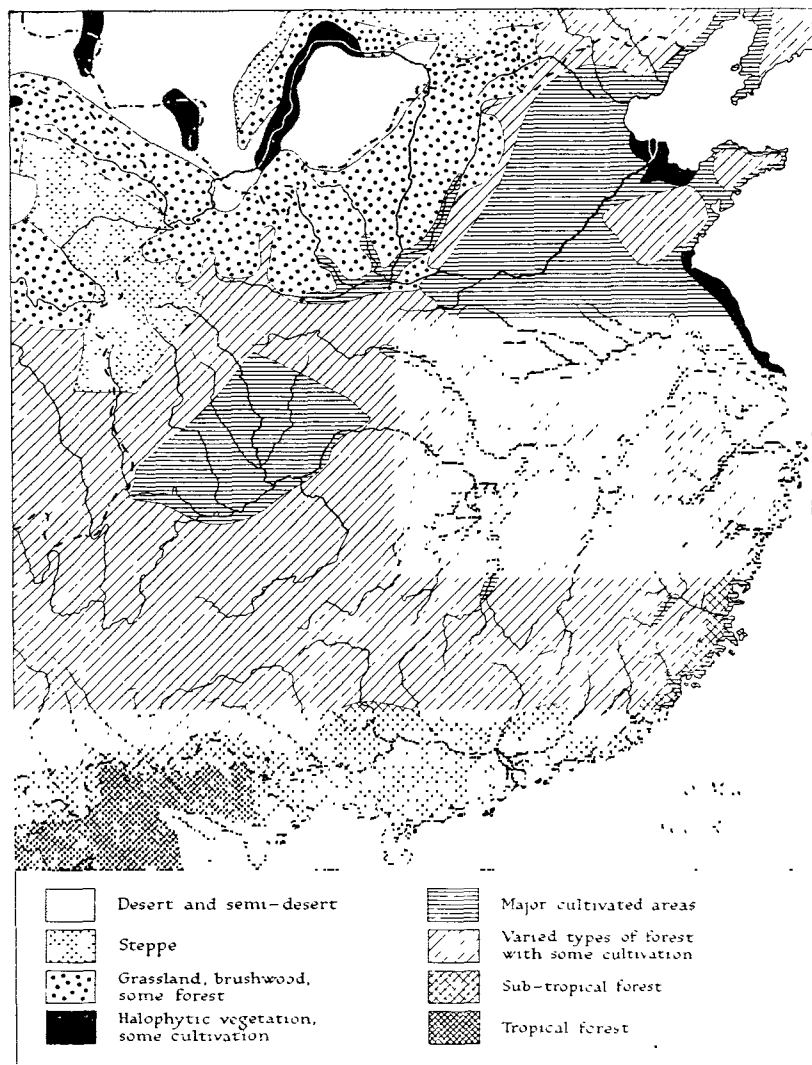 Desert and semi-desert
Steppe
Grassland, brushwood,
some forest
Halophytic vegetation,
some cultivation
Major cultivated areas
Varied types of forest
with some cultivation
Sub-tropical forest
Tropical forest